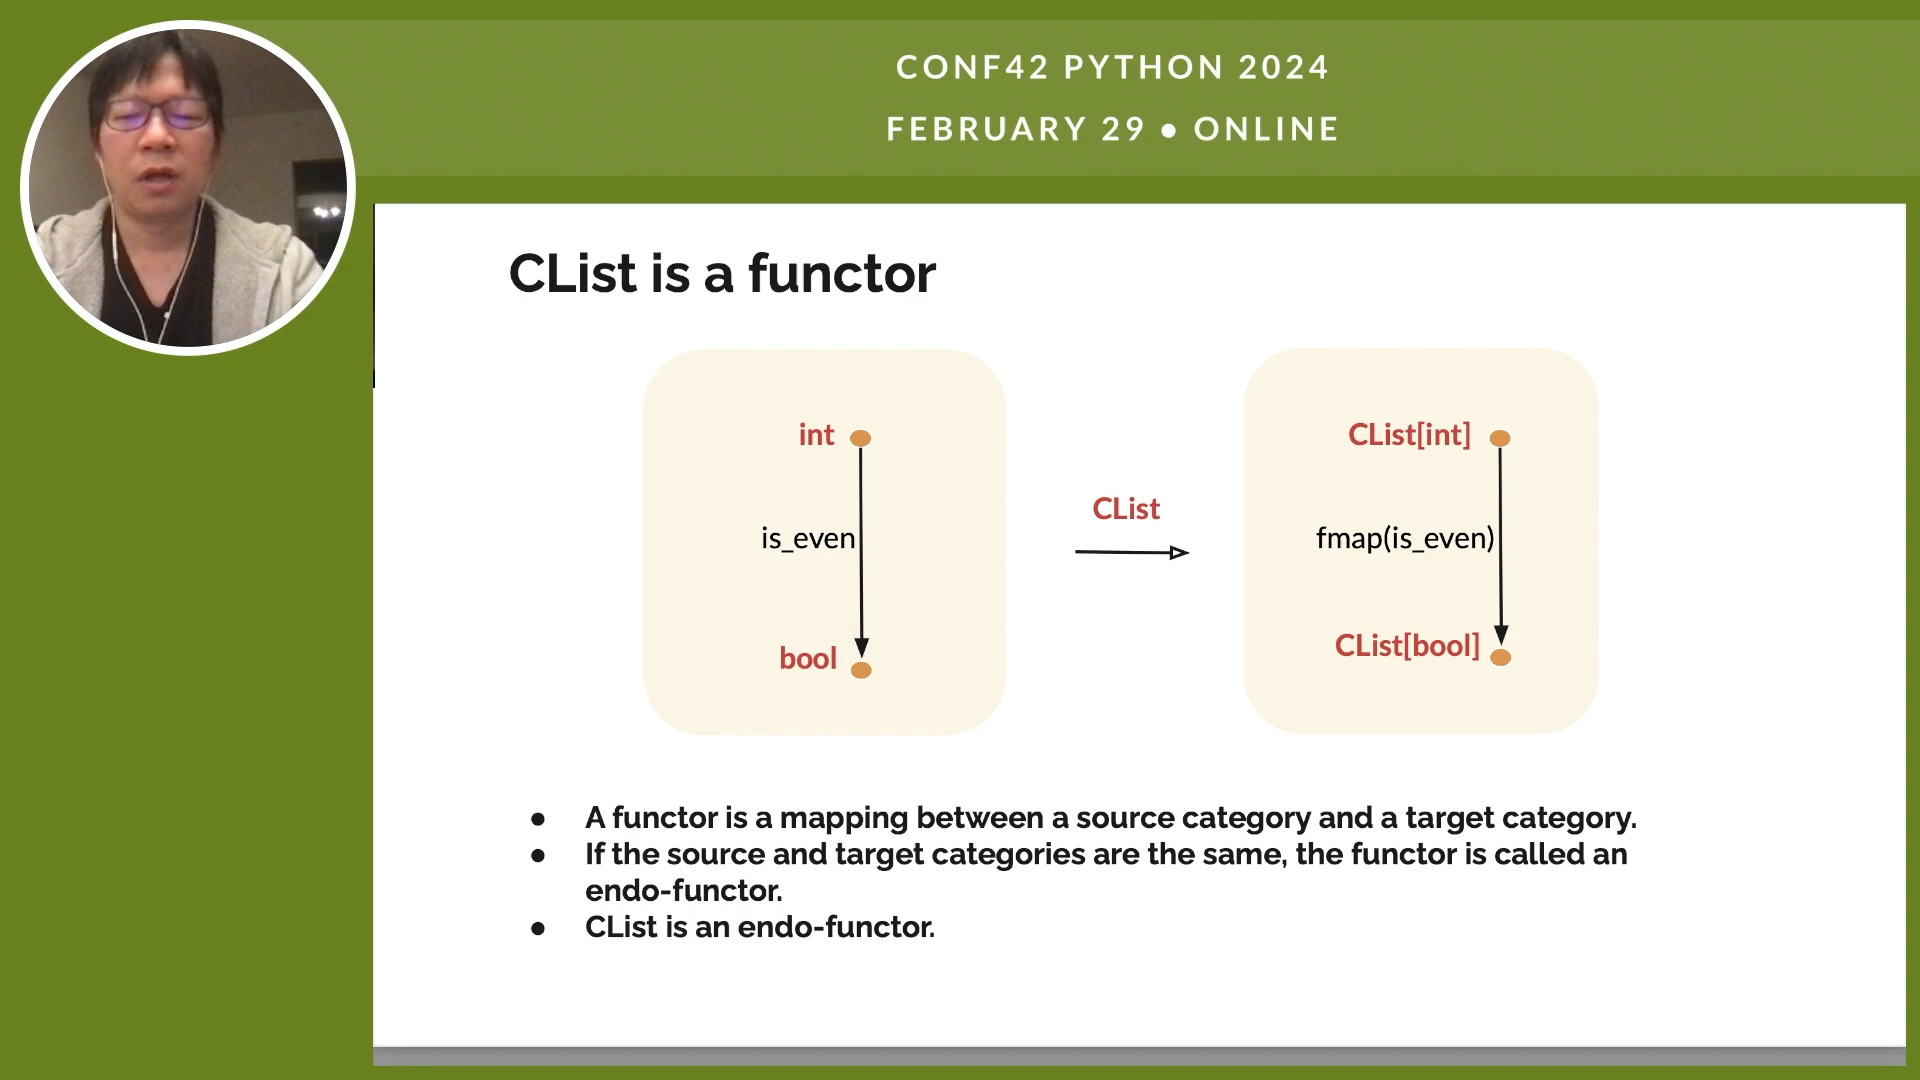 CONF42 PYTHON 2024
FEBRUARY 29 • ONLINE
CList is a functor
int
is_even
bool
CList
CList[int]
fmap(is_even)
CList[bool]
● A functor is a mapping between a source category and a target category.
● If the source and target categories are the same, the functor is called an
endo-functor.
● CList is an endo-functor.